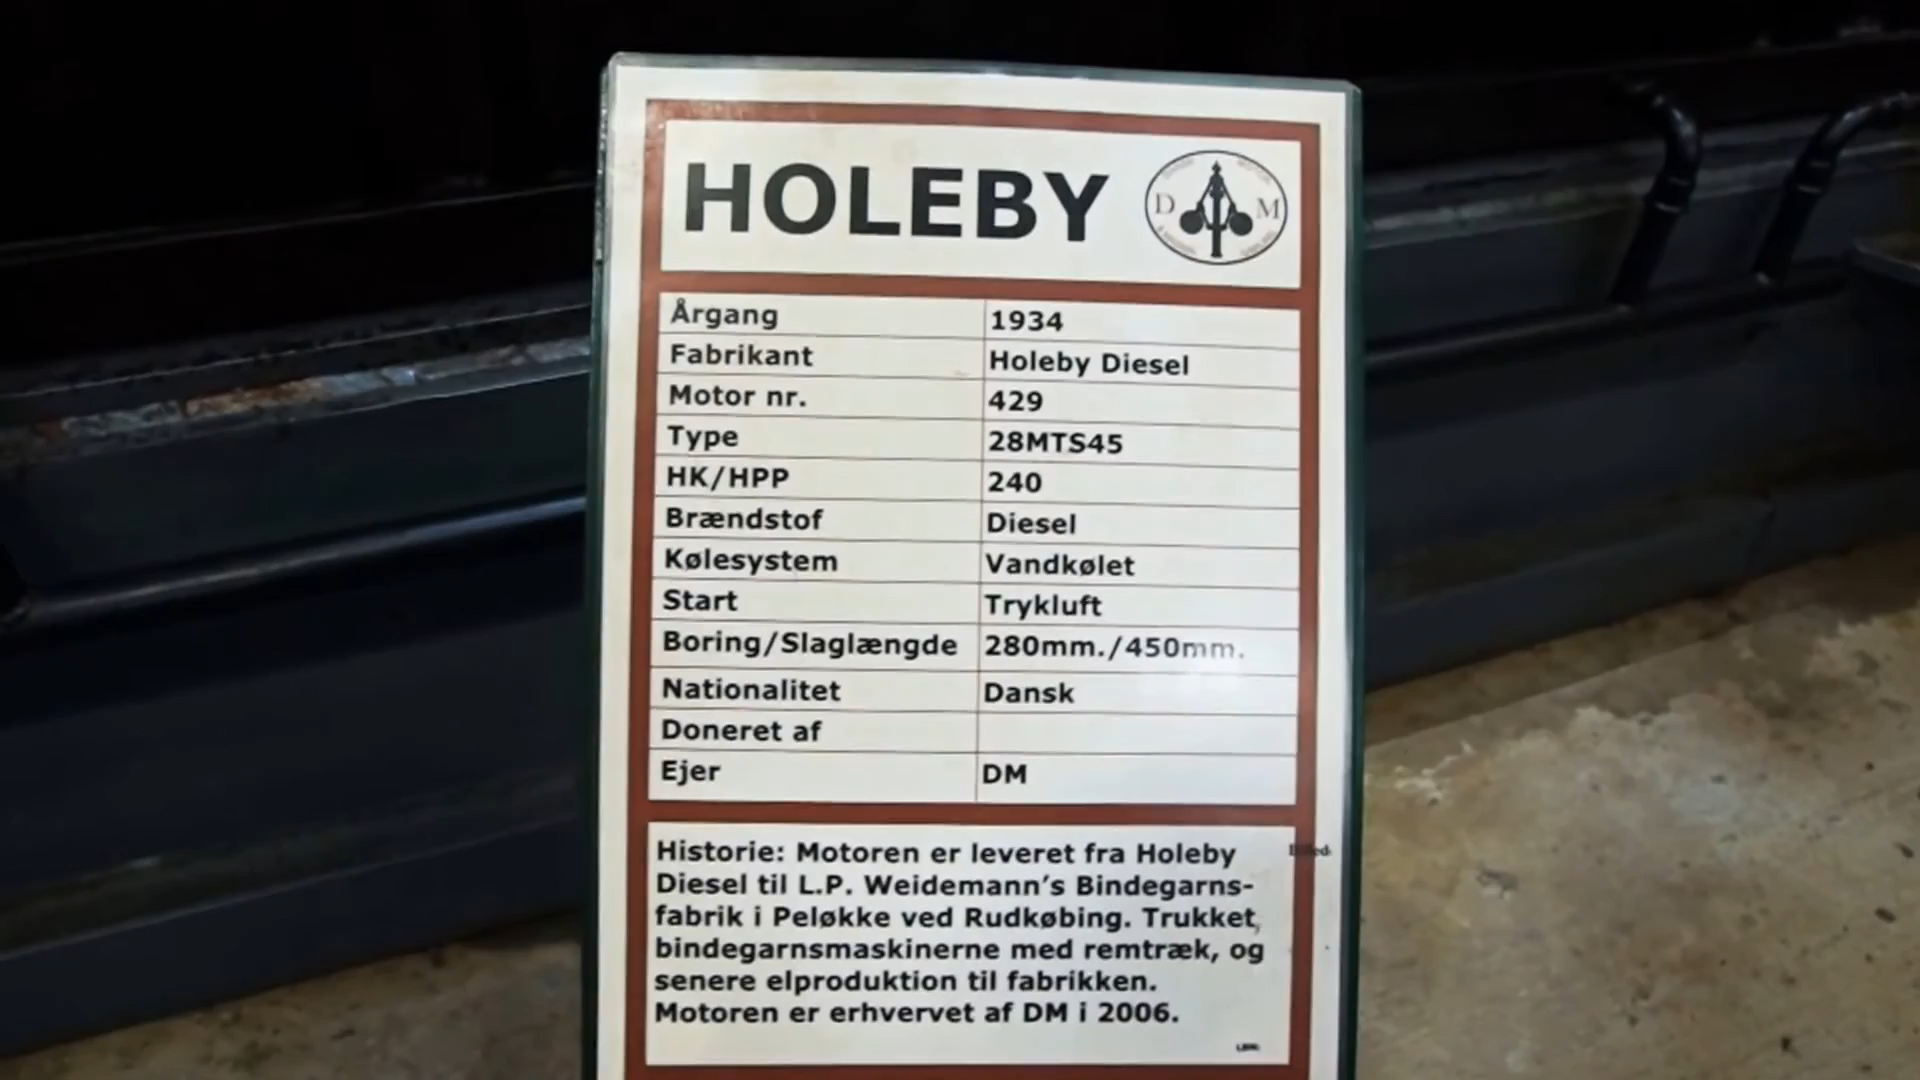 HOLEBY
D M
Årgang 1934
Fabrikant Holeby Diesel
Motor nr. 429
Type 28MTS45
HK/HPP 240
Brændstof Diesel
Kølesystem Vandkølet
Start Trykluft
Boring/Slaglængde 280mm./450mm.
Nationalitet Dansk
Doneret af
Ejer DM
Historie: Motoren er leveret fra Holeby
Diesel til L.P. Weidemann's Bindegarns-
fabrik i Peløkke ved Rudkøbing. Trukket,
bindegarnsmaskinerne med remtræk, og
senere elproduktion til fabrikken.
Motoren er erhvervet af DM i 2006.